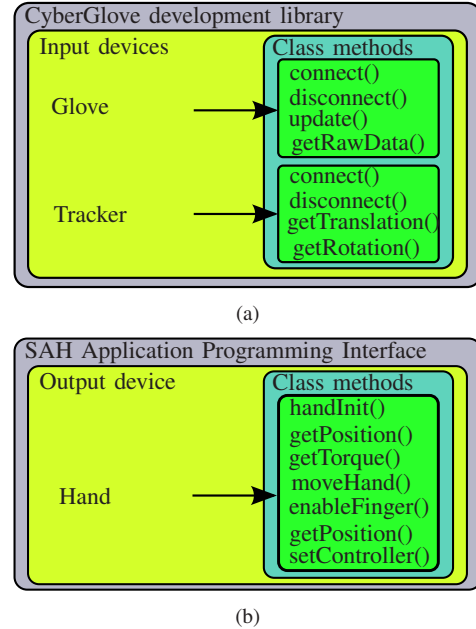 CyberGlove development library
Input devices
Class methods
Glove
connect()
disconnect()
update()
getRawData()
Tracker
connect()
disconnect()
getTranslation()
getRotation()
(a)
SAH Application Programming Interface
Output device
Class methods
Hand
handInit()
getPosition()
getTorque()
moveHand()
enableFinger()
getPosition()
setController()
(b)